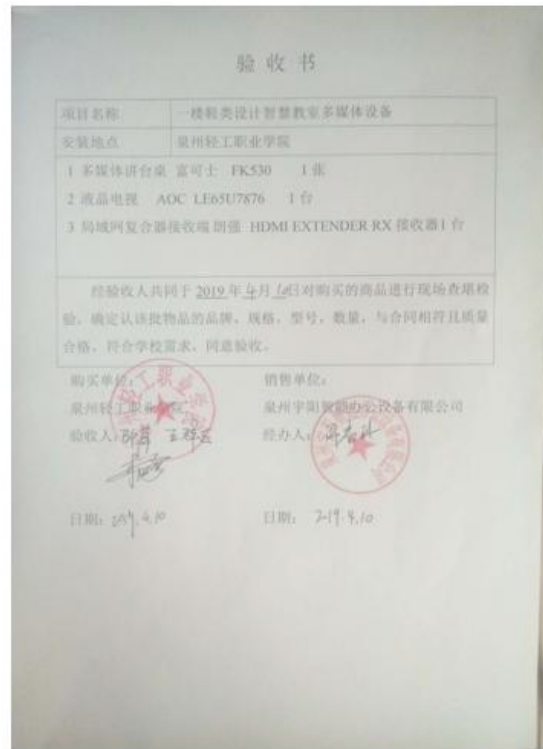 验收书
项目名称 一楼鞋类设计智慧教室多媒体设备
安装地点 泉州轻工职业学院
1 多媒体讲台桌 富可士 FK530 1 张
2 液晶电视 AOC LE65U7876 1 台
3 局域网复合器接收端 朗强 HDMI EXTENDER RX 接收器1 台
经验收人共同于 2019 年 4月 10日对购买的商品进行现场查堪检
验，确定认该批物品的品牌、规格、型号、数量，与合同相符且质量
合格，符合学校需求，同意验收。
购买单位： 销售单位：
泉州轻工职业学院 泉州宇阳智能办公设备有限公司
验收人： 经办人：
日期：2019.4.10 日期： 2019.4.10